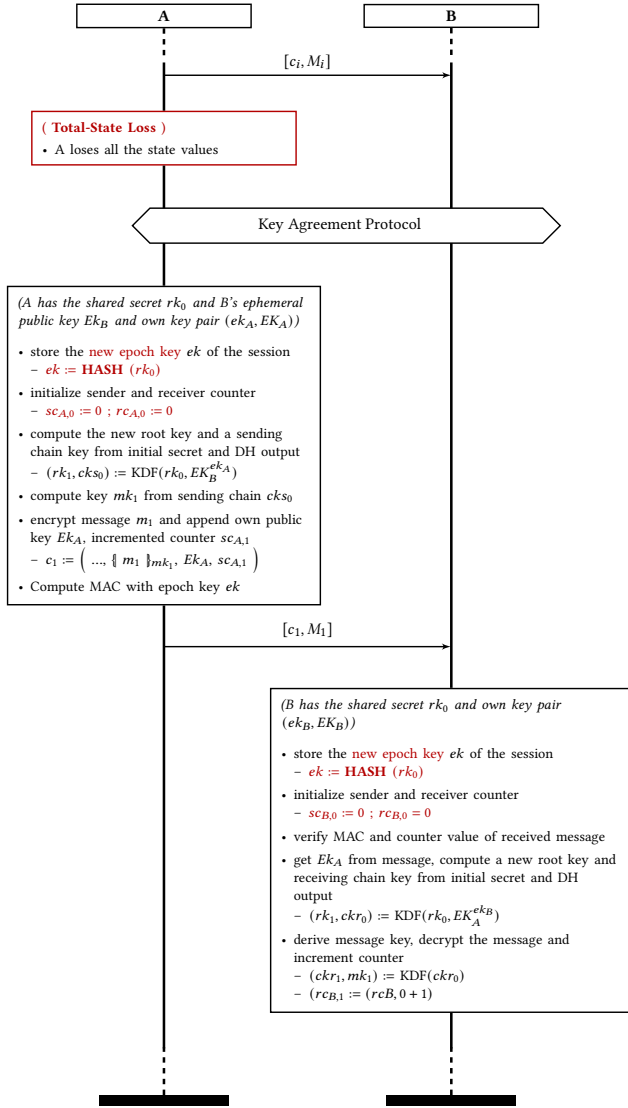 A
B
[c_i, M_i]
( Total-State Loss )
• A loses all the state values
Key Agreement Protocol
(A has the shared secret rk_0 and B's ephemeral
public key Ek_B and own key pair (ek_A, EK_A))
• store the new epoch key ek of the session
– ek := HASH (rk_0)
• initialize sender and receiver counter
– sc_{A,0} := 0 ; rc_{A,0} := 0
• compute the new root key and a sending
chain key from initial secret and DH output
– (rk_1, cks_0) := KDF(rk_0, EK_B^{ek_A})
• compute key mk_1 from sending chain cks_0
• encrypt message m_1 and append own public
key Ek_A, incremented counter sc_{A,1}
– c_1 := ( ..., {| m_1 |}_{mk_1}, Ek_A, sc_{A,1} )
• Compute MAC with epoch key ek
[c_1, M_1]
(B has the shared secret rk_0 and own key pair
(ek_B, EK_B))
• store the new epoch key ek of the session
– ek := HASH (rk_0)
• initialize sender and receiver counter
– sc_{B,0} := 0 ; rc_{B,0} = 0
• verify MAC and counter value of received message
• get Ek_A from message, compute a new root key and
receiving chain key from initial secret and DH
output
– (rk_1, ckr_0) := KDF(rk_0, EK_A^{ek_B})
• derive message key, decrypt the message and
increment counter
– (ckr_1, mk_1) := KDF(ckr_0)
– (rc_{B,1} := (rcB, 0 + 1)